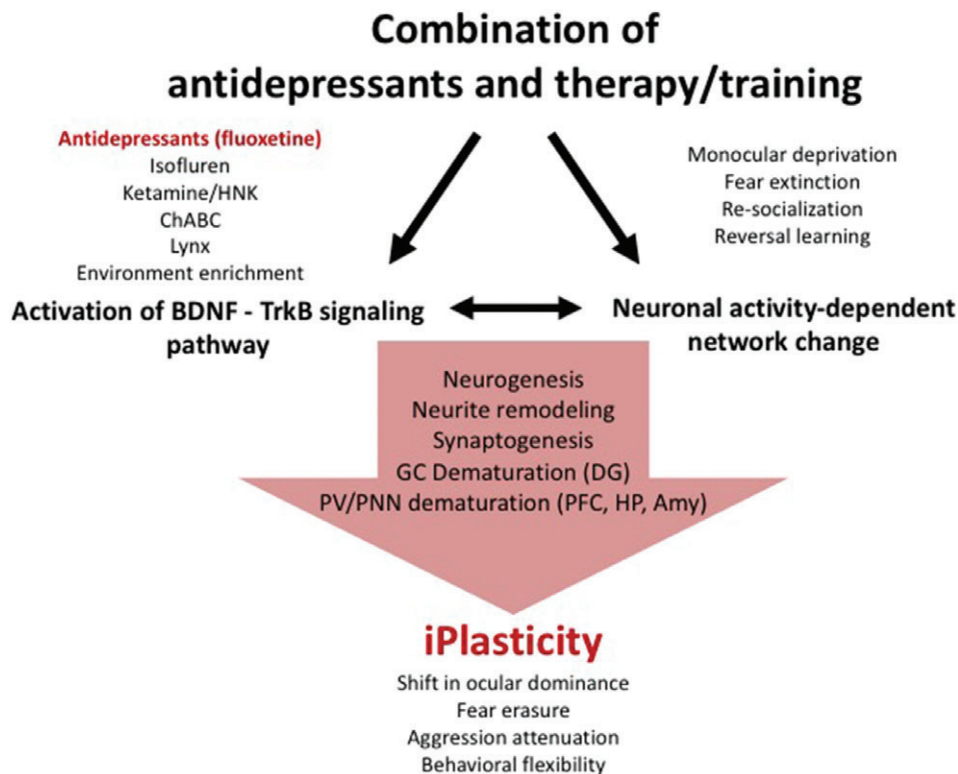 Combination of
antidepressants and therapy/training
Antidepressants (fluoxetine)
Isofluren
Ketamine/HNK
ChABC
Lynx
Environment enrichment
Monocular deprivation
Fear extinction
Re-socialization
Reversal learning
Activation of BDNF - TrkB signaling
pathway
Neuronal activity-dependent
network change
Neurogenesis
Neurite remodeling
Synaptogenesis
GC Dematuration (DG)
PV/PNN dematuration (PFC, HP, Amy)
iPlasticity
Shift in ocular dominance
Fear erasure
Aggression attenuation
Behavioral flexibility